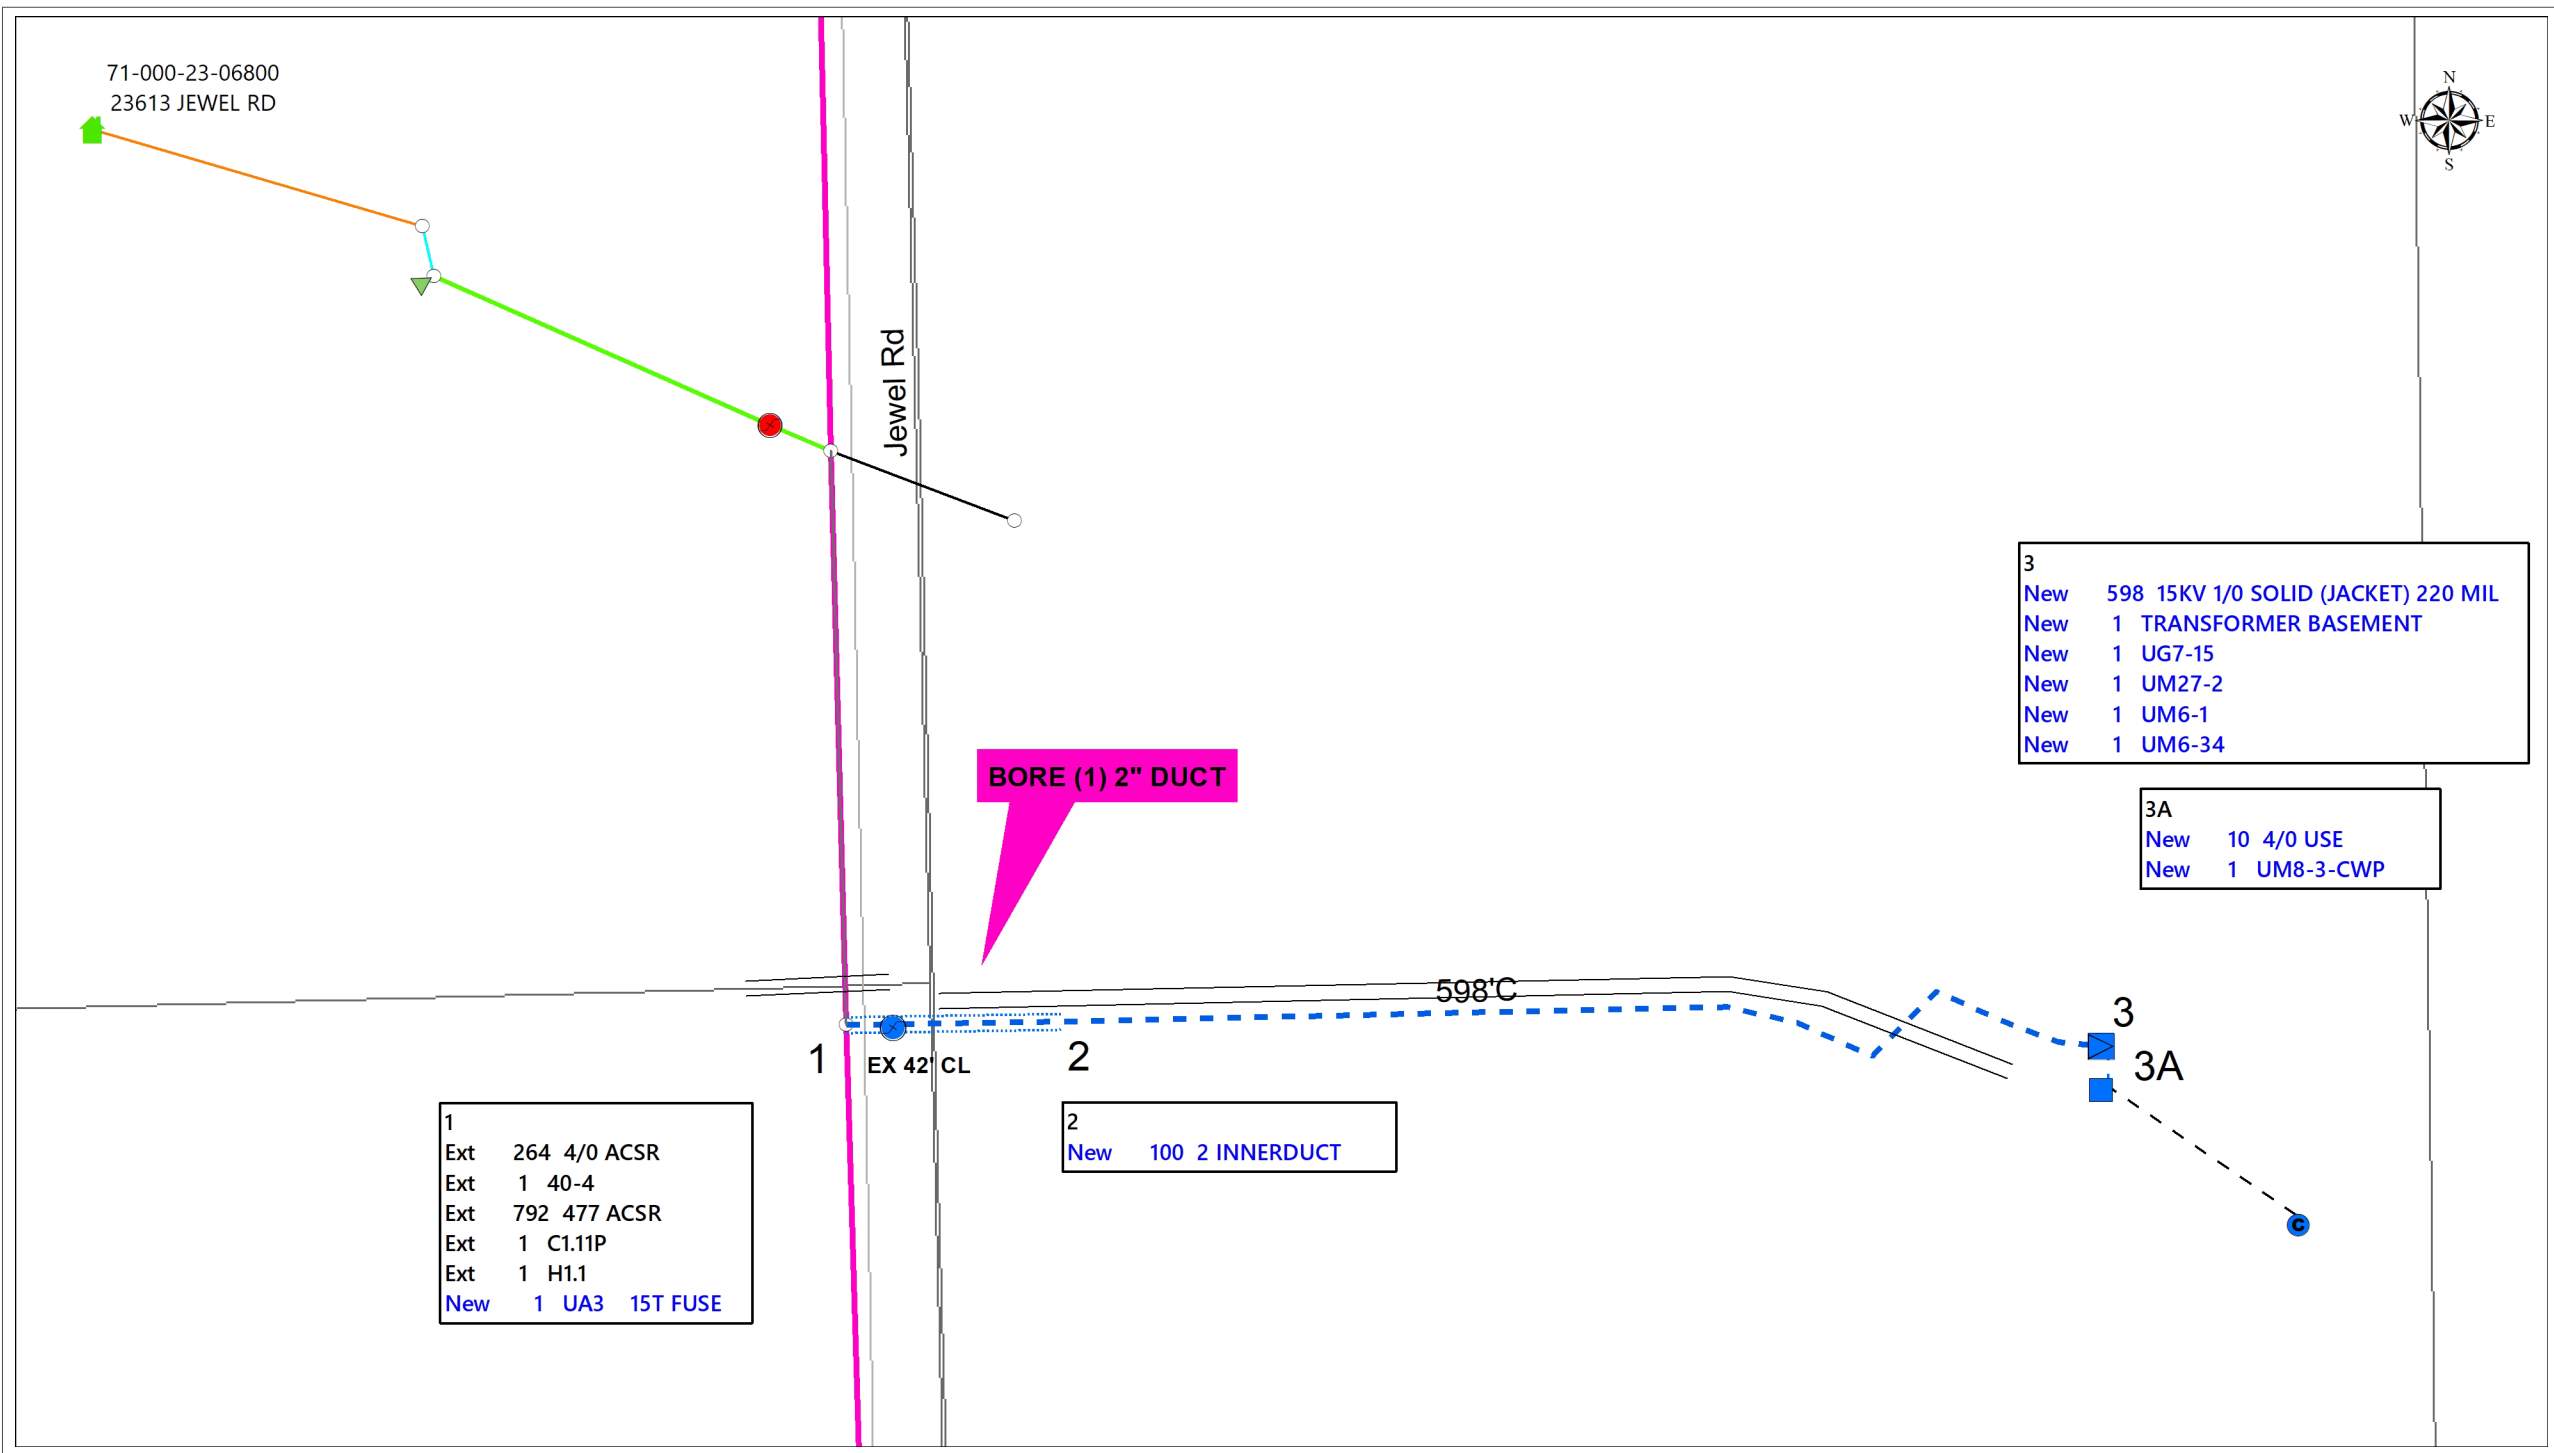 71-000-23-06800
23613 JEWEL RD
N
W E
S
Jewel Rd
3
New 598 15KV 1/0 SOLID (JACKET) 220 MIL
New 1 TRANSFORMER BASEMENT
New 1 UG7-15
New 1 UM27-2
New 1 UM6-1
New 1 UM6-34
BORE (1) 2" DUCT
3A
New 10 4/0 USE
New 1 UM8-3-CWP
598'C
3
3A
1
EX 42' CL
2
1
Ext 264 4/0 ACSR
Ext 1 40-4
Ext 792 477 ACSR
Ext 1 C1.11P
Ext 1 H1.1
New 1 UA3 15T FUSE
2
New 100 2 INNERDUCT
C